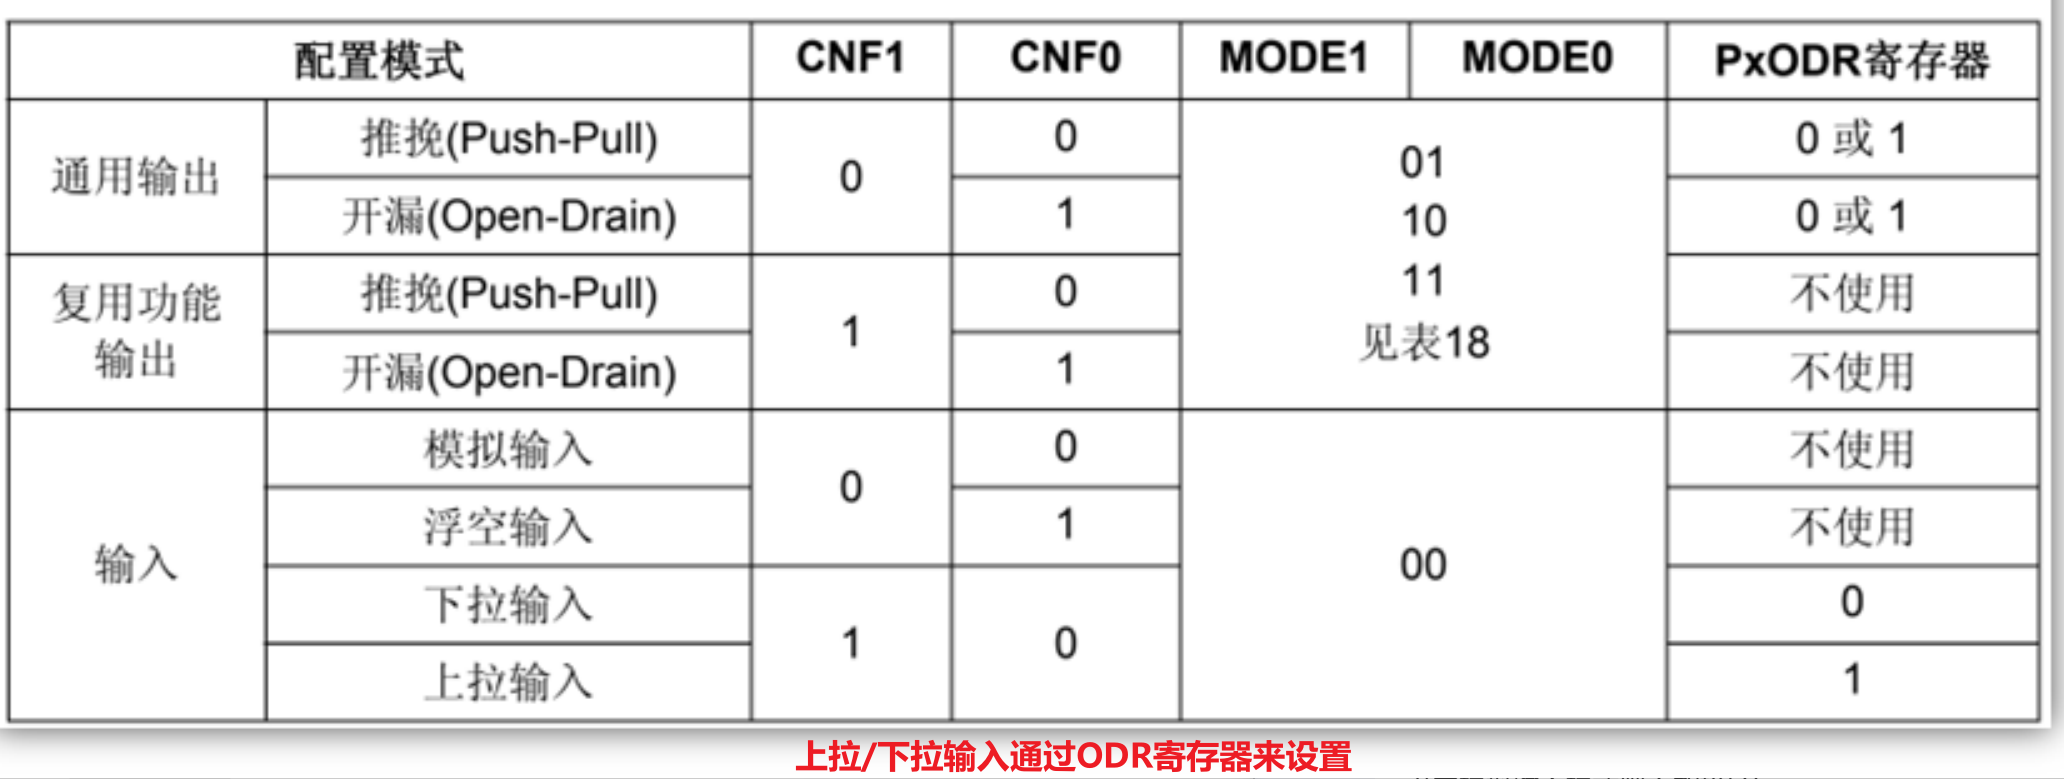 配置模式 CNF1 CNF0 MODE1 MODE0 PxODR寄存器
通用输出 推挽(Push-Pull) 0 0 01 10 11 见表18 0 或 1
开漏(Open-Drain) 1 0 或 1
复用功能输出 推挽(Push-Pull) 1 0 不使用
开漏(Open-Drain) 1 不使用
输入 模拟输入 0 0 00 不使用
浮空输入 1 不使用
下拉输入 1 0 0
上拉输入 1
上拉/下拉输入通过ODR寄存器来设置